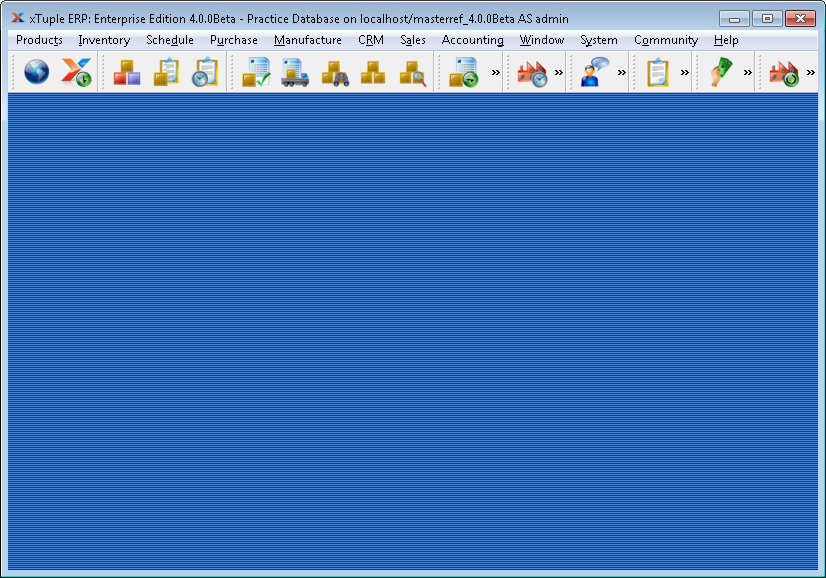 xTuple ERP: Enterprise Edition 4.0.0Beta - Practice Database on localhost/masterref_4.0.0Beta AS admin
Products Inventory Schedule Purchase Manufacture CRM Sales Accounting Window System Community Help